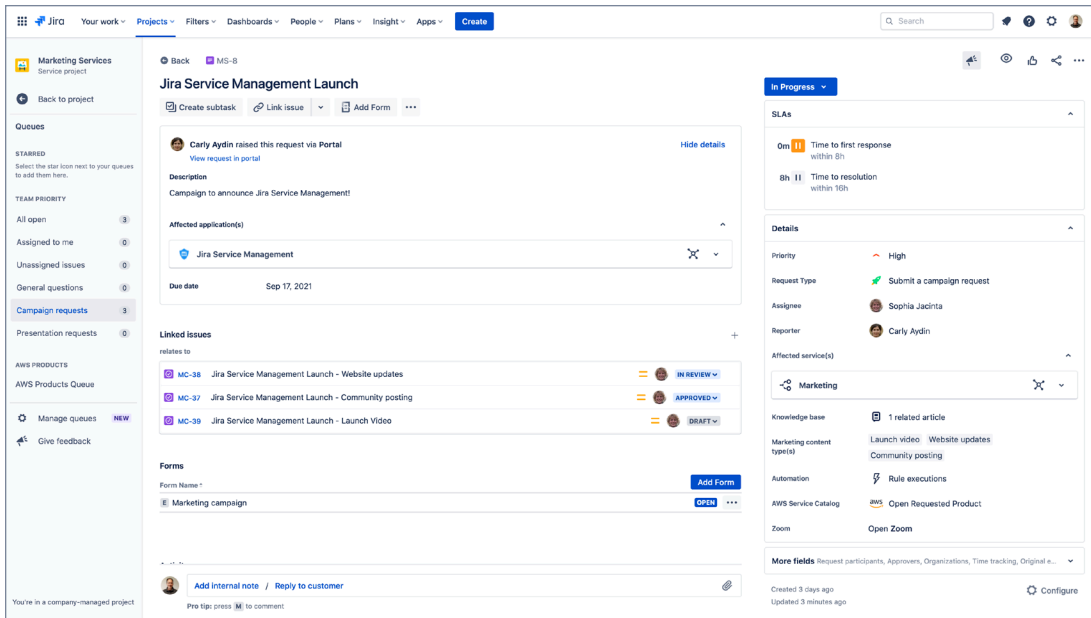 Jira Your work Projects Filters Dashboards People Plans Insight Apps Create Search
Marketing Services
Service project
Back to project
Queues
STARRED
Select the star icon next to your queues
to add them here.
TEAM PRIORITY
All open 3
Assigned to me 0
Unassigned issues 0
General questions 0
Campaign requests 3
Presentation requests 0
AWS PRODUCTS
AWS Products Queue
Manage queues NEW
Give feedback
You're in a company-managed project
Back MS-8
Jira Service Management Launch
Create subtask Link issue Add Form
Carly Aydin raised this request via Portal Hide details
View request in portal
Description
Campaign to announce Jira Service Management!
Affected application(s)
Jira Service Management
Due date Sep 17, 2021
Linked issues
relates to
MC-38 Jira Service Management Launch - Website updates IN REVIEW
MC-37 Jira Service Management Launch - Community posting APPROVED
MC-39 Jira Service Management Launch - Launch Video DRAFT
Forms
Add Form
Form Name
E Marketing campaign OPEN
Add internal note / Reply to customer
Pro tip: press M to comment
In Progress
SLAs
0m Time to first response
within 8h
8h Time to resolution
within 16h
Details
Priority High
Request Type Submit a campaign request
Assignee Sophia Jacinta
Reporter Carly Aydin
Affected service(s)
Marketing
Knowledge base 1 related article
Marketing content
type(s)
Launch video Website updates
Community posting
Automation Rule executions
AWS Service Catalog aws Open Requested Product
Zoom Open Zoom
More fields Request participants, Approvers, Organizations, Time tracking, Original e...
Created 3 days ago
Updated 3 minutes ago
Configure